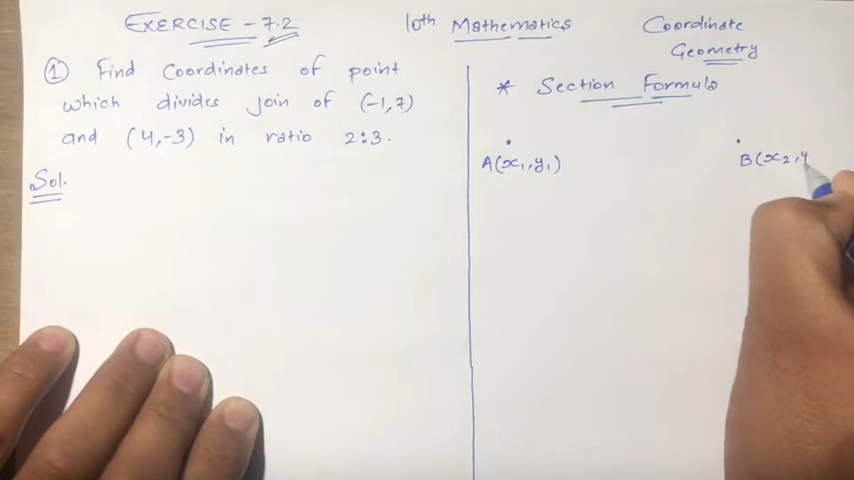 EXERCISE - 7.2
10th Mathematics
Coordinate
Geometry
① Find Coordinates of point
which divides join of (-1,7)
and (4,-3) in ratio 2:3.
Sol.
* Section Formula
A(x₁,y₁)
B(x₂,y